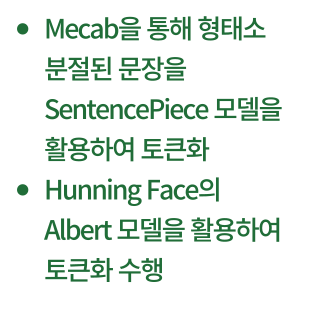 • Mecab을 통해 형태소
분절된 문장을
SentencePiece 모델을
활용하여 토큰화
• Hunning Face의
Albert 모델을 활용하여
토큰화 수행